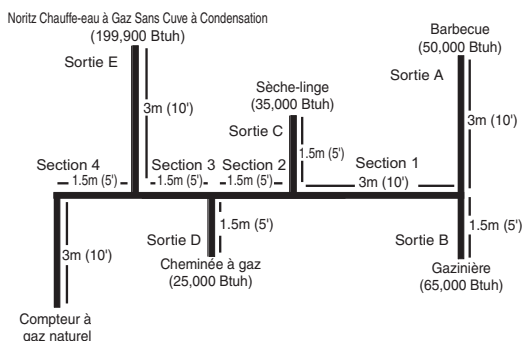 Noritz Chauffe-eau à Gaz Sans Cuve à Condensation
(199,900 Btuh)
Sortie E
3m (10')
Barbecue
(50,000 Btuh)
Sortie A
3m (10')
Sèche-linge
(35,000 Btuh)
Sortie C
1.5m (5')
Section 4
1.5m (5')
Section 3
1.5m (5')
Section 2
1.5m (5')
Section 1
3m (10')
3m (10')
Compteur à
gaz naturel
Sortie D
1.5m (5')
Cheminée à gaz
(25,000 Btuh)
Sortie B
1.5m (5')
Gazinière
(65,000 Btuh)